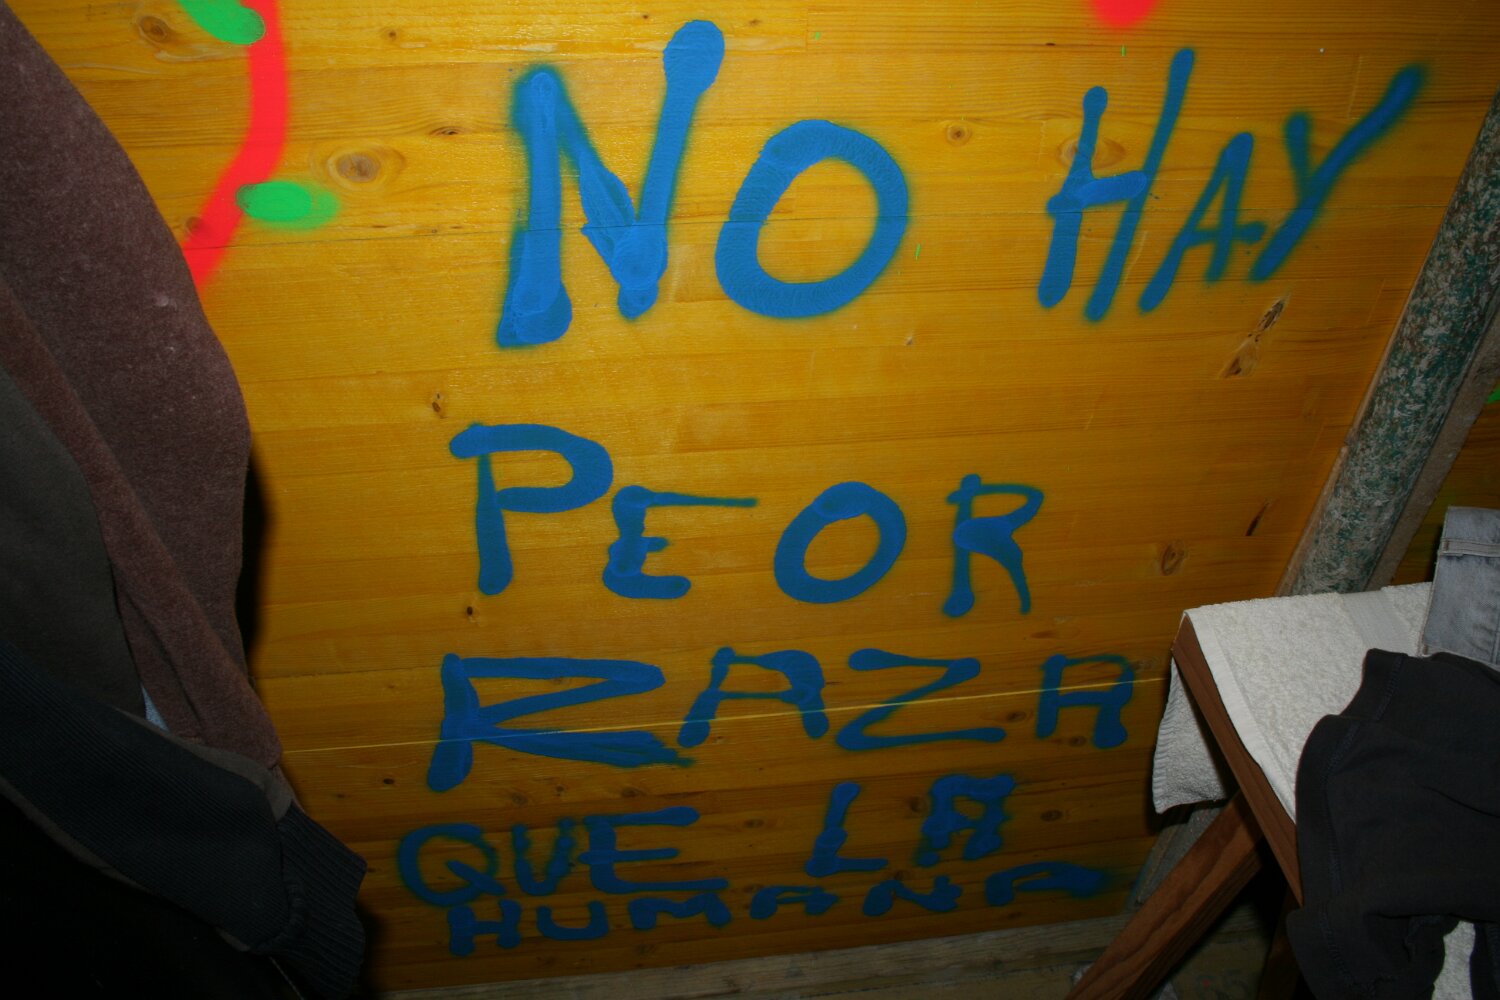 NO HAY
PEOR
RAZA
QUE LA
HUMANA